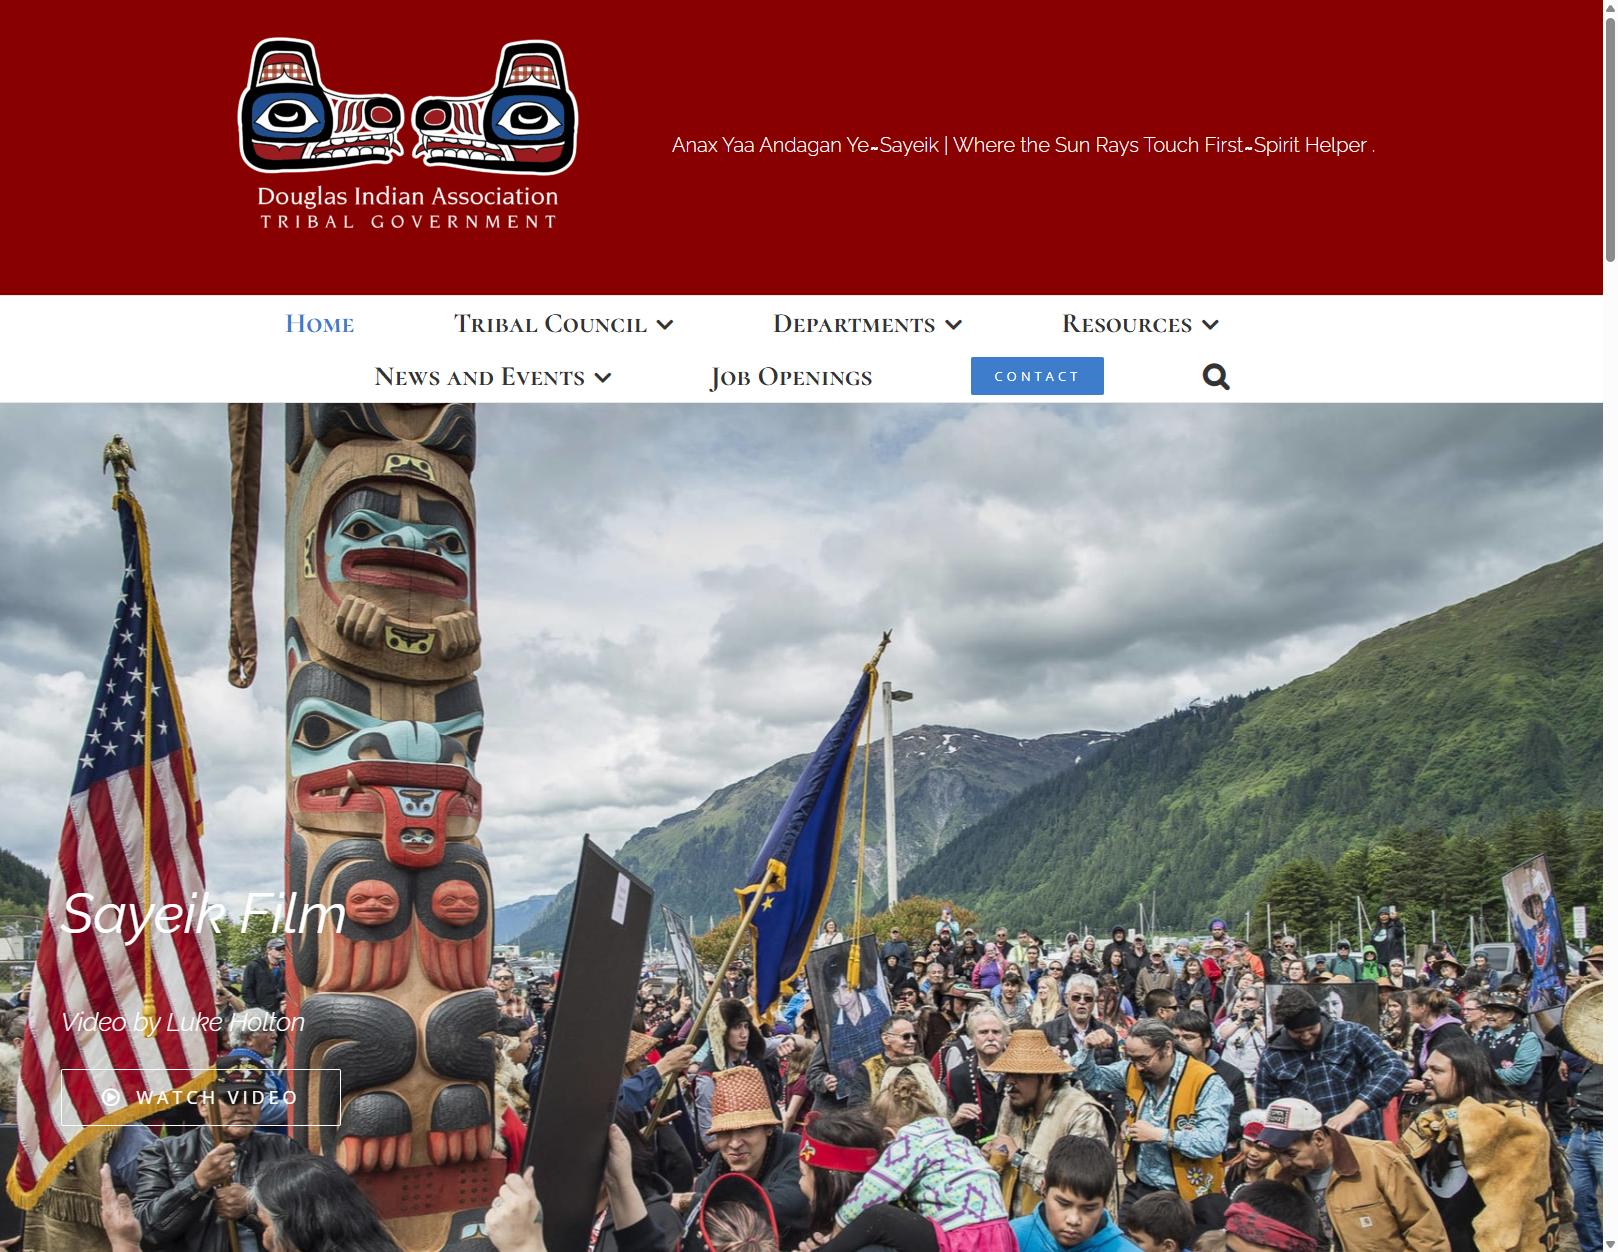 Douglas Indian Association
TRIBAL GOVERNMENT
Anax Yaa Andagan Ye~Sayeik | Where the Sun Rays Touch First~Spirit Helper .
Home
Tribal Council
Departments
Resources
News and Events
Job Openings
CONTACT
Sayeik Film
Video by Luke Holton
WATCH VIDEO